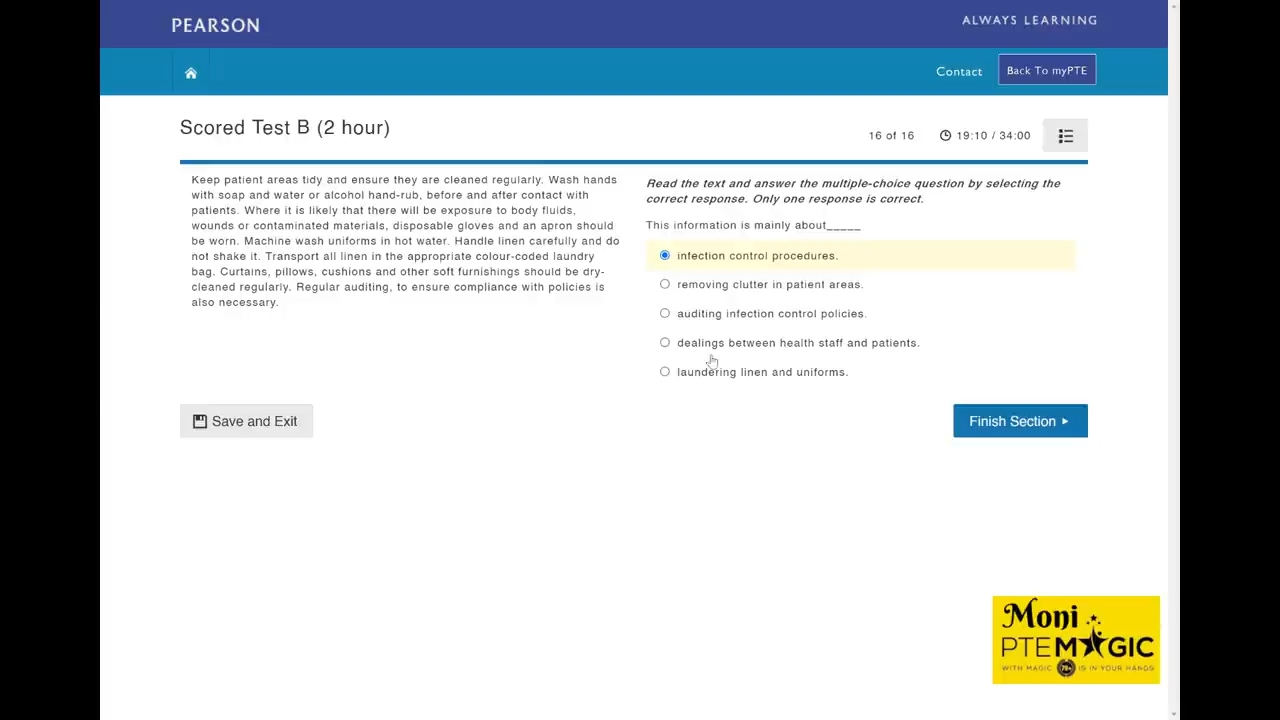 PEARSON
ALWAYS LEARNING
Contact
Back To myPTE
Scored Test B (2 hour)
16 of 16
19:10 / 34:00
Keep patient areas tidy and ensure they are cleaned regularly. Wash hands
with soap and water or alcohol hand-rub, before and after contact with
patients. Where it is likely that there will be exposure to body fluids,
wounds or contaminated materials, disposable gloves and an apron should
be worn. Machine wash uniforms in hot water. Handle linen carefully and do
not shake it. Transport all linen in the appropriate colour-coded laundry
bag. Curtains, pillows, cushions and other soft furnishings should be dry-
cleaned regularly. Regular auditing, to ensure compliance with policies is
also necessary.
Read the text and answer the multiple-choice question by selecting the
correct response. Only one response is correct.
This information is mainly about_____
infection control procedures.
removing clutter in patient areas.
auditing infection control policies.
dealings between health staff and patients.
laundering linen and uniforms.
Save and Exit
Finish Section
Moni
PTEMAGIC
WITH MAGIC 79+ IS IN YOUR HANDS